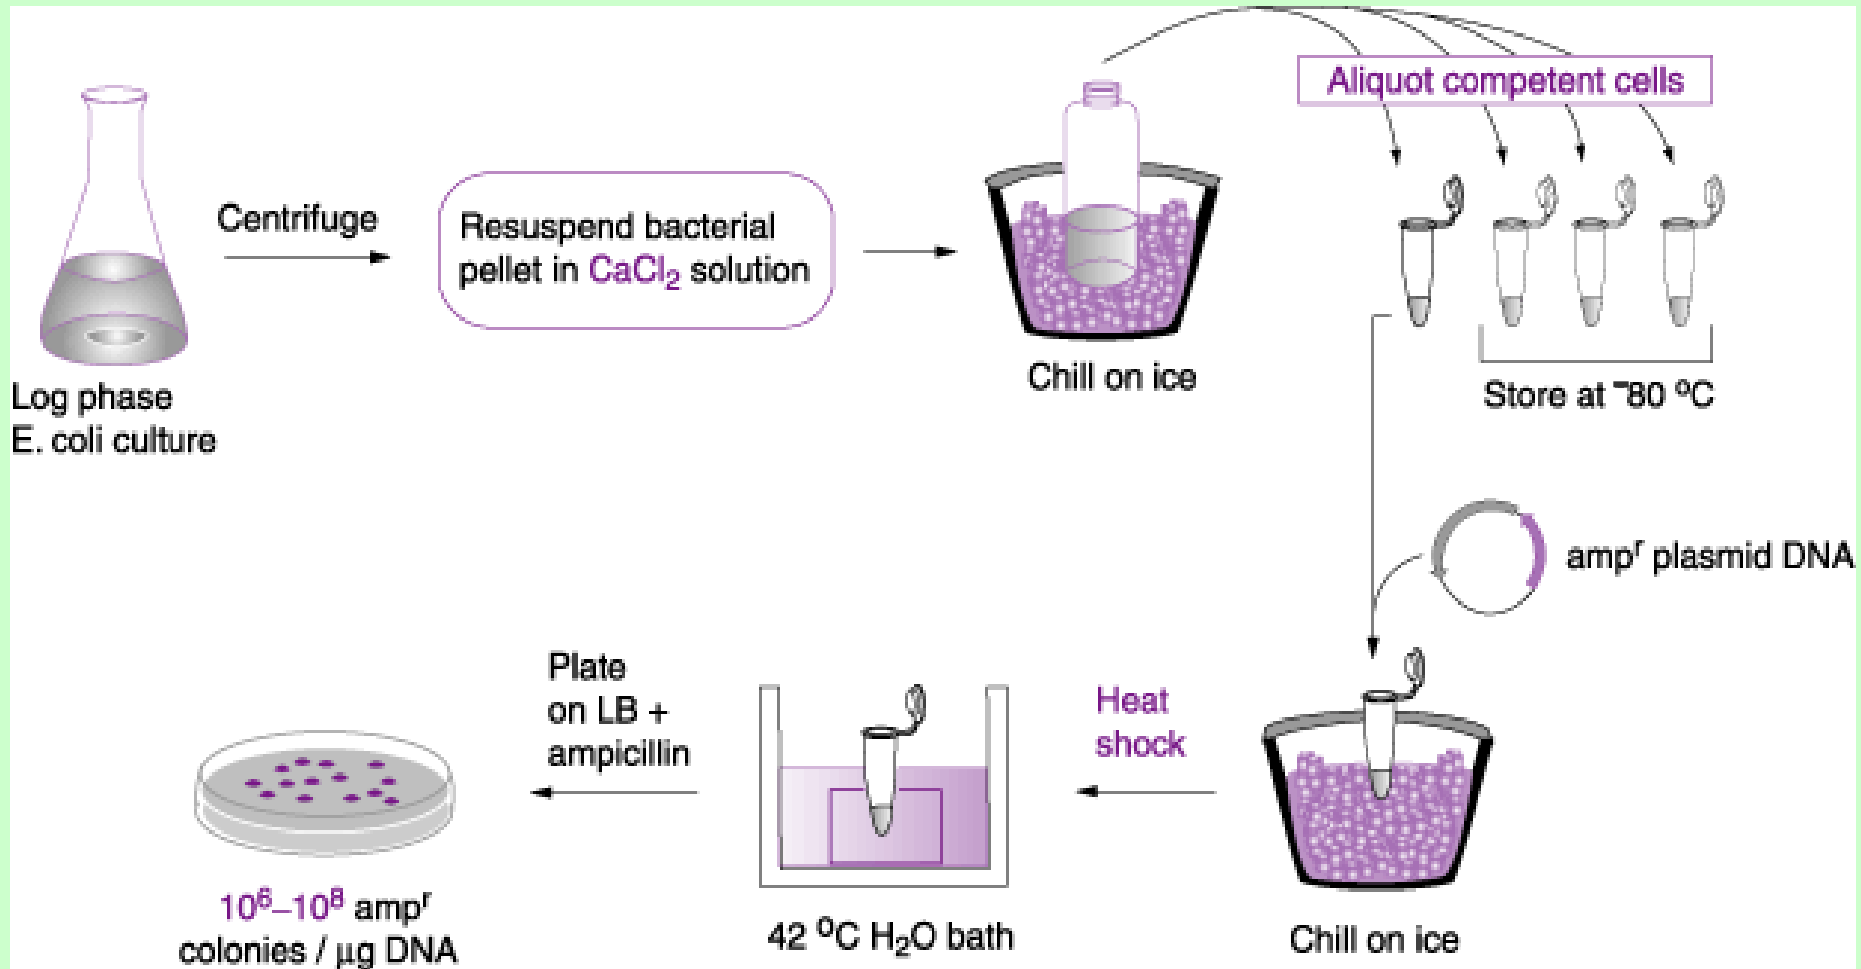 Aliquot competent cells
Centrifuge
Resuspend bacterial
pellet in CaCl₂ solution
Chill on ice
Log phase
E. coli culture
Store at ⁻80 ºC
ampʳ plasmid DNA
Plate
on LB +
ampicillin
Heat
shock
10⁶–10⁸ ampʳ
colonies / µg DNA
42 ºC H₂O bath
Chill on ice